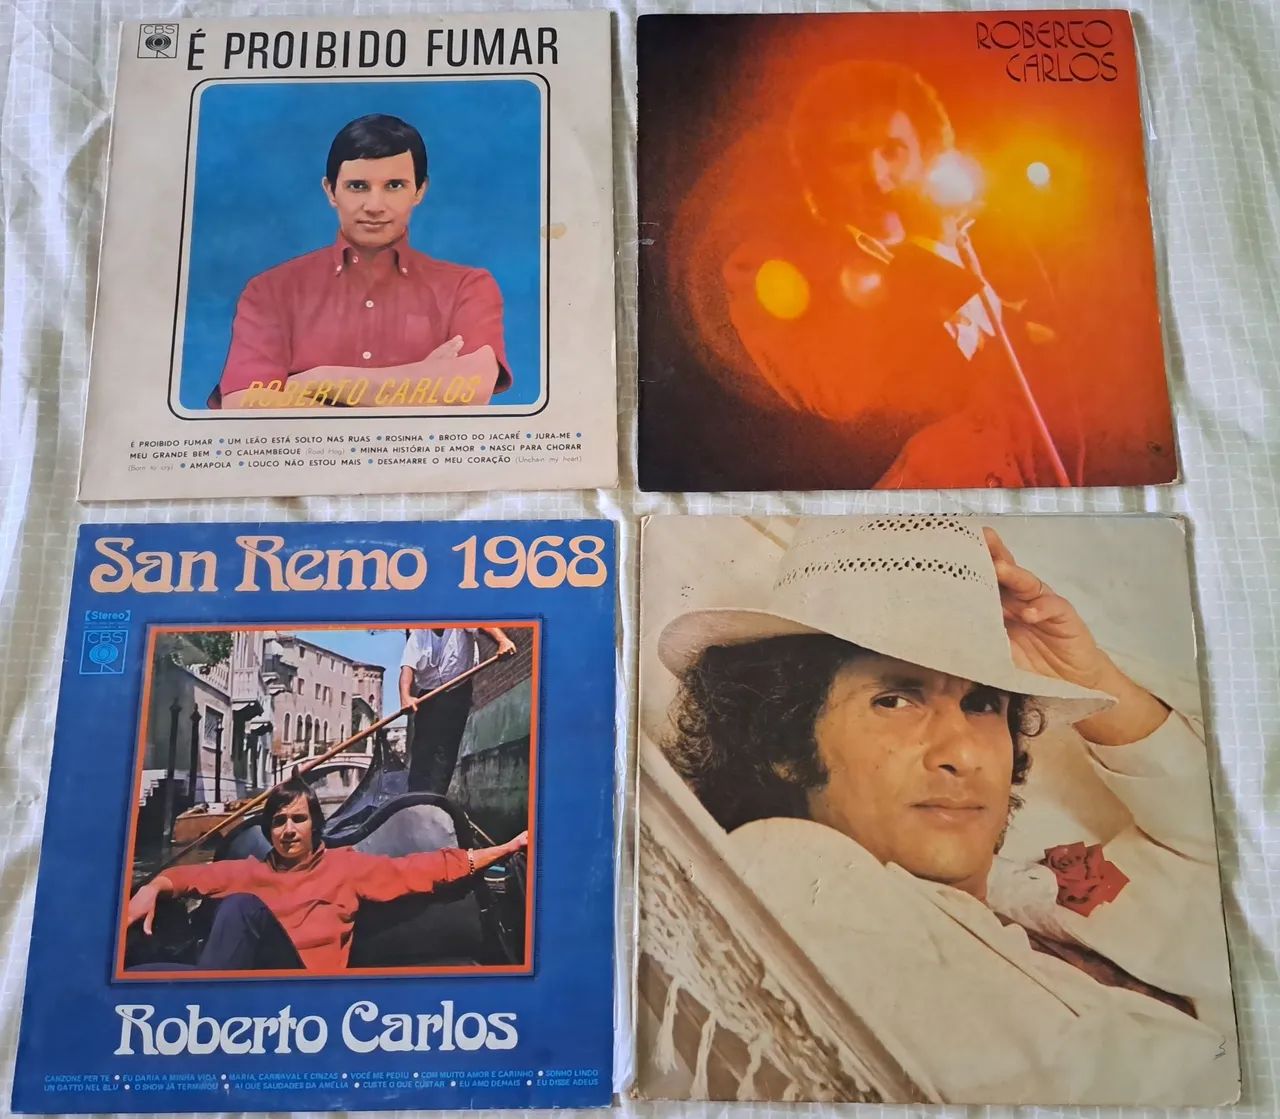 CBS
É PROIBIDO FUMAR
ROBERTO CARLOS
É PROIBIDO FUMAR • UM LEÃO ESTÁ SOLTO NAS RUAS • ROSINHA • BROTO DO JACARÉ • JURA-ME •
MEU GRANDE BEM • O CALHAMBEQUE (Road Hog) • MINHA HISTÓRIA DE AMOR • NASCI PARA CHORAR
(Born to cry) • AMAPOLA • LOUCO NÃO ESTOU MAIS • DESAMARRE O MEU CORAÇÃO (Unchain my heart)
ROBERTO
CARLOS
San Remo 1968
[Stereo]
CBS
Roberto Carlos
CANZONE PER TE • EU DARIA A MINHA VIDA • MARIA, CARNAVAL E CINZAS • VOCÊ ME PEDIU • COM MUITO AMOR E CARINHO • SONHO LINDO
UN GATTO NEL BLU • O SHOW JÁ TERMINOU • AI QUE SAUDADES DA AMÉLIA • CUSTE O QUE CUSTAR • EU AMO DEMAIS • EU DISSE ADEUS